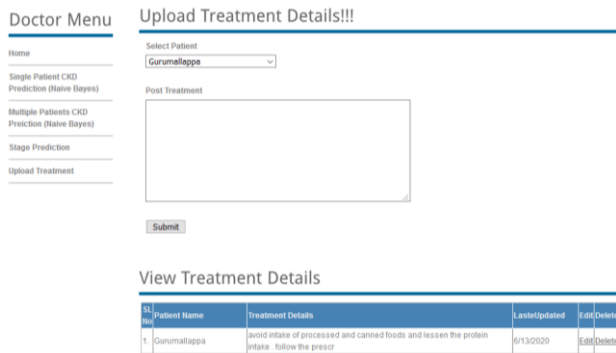 Doctor Menu
Home
Single Patient CKD
Prediction (Naive Bayes)
Multiple Patients CKD
Preiction (Naive Bayes)
Stage Prediction
Upload Treatment
Upload Treatment Details!!!
Select Patient
Gurumallappa
Post Treatment
Submit
View Treatment Details
SL No Patient Name Treatment Details LasteUpdated Edit Delete
1. Gurumallappa avoid intake of processed and canned foods and lessen the protein 6/13/2020 Edit Delete
intake . follow the prescr